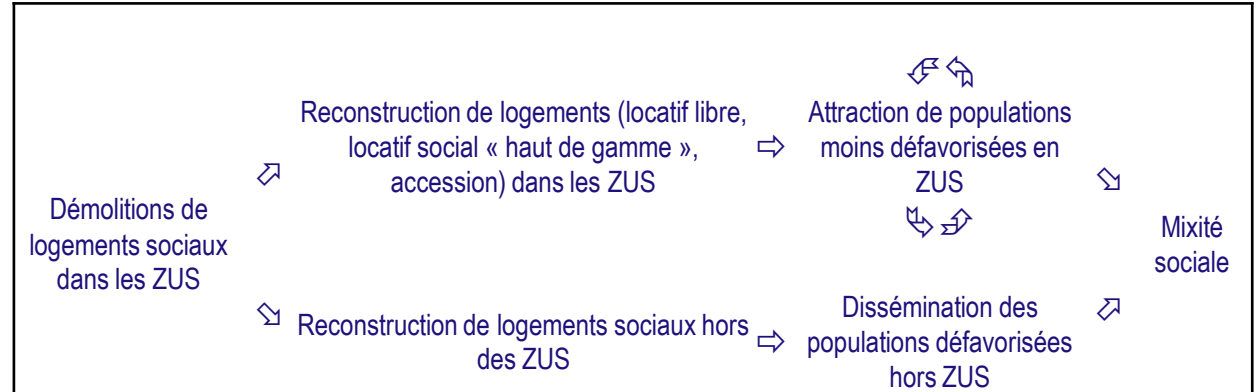 Démolitions de
logements sociaux
dans les ZUS
Reconstruction de logements (locatif libre,
locatif social « haut de gamme »,
accession) dans les ZUS
Attraction de populations
moins défavorisées en
ZUS
Reconstruction de logements sociaux hors
des ZUS
Dissémination des
populations défavorisées
hors ZUS
Mixité
sociale